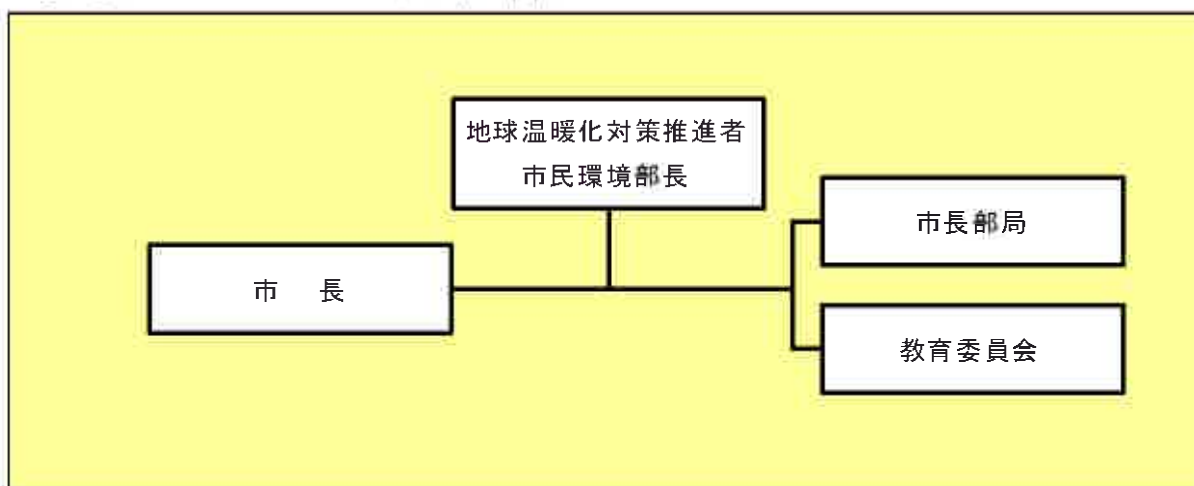 地球温暖化対策推進者
市民環境部長
市長部局
市　長
教育委員会